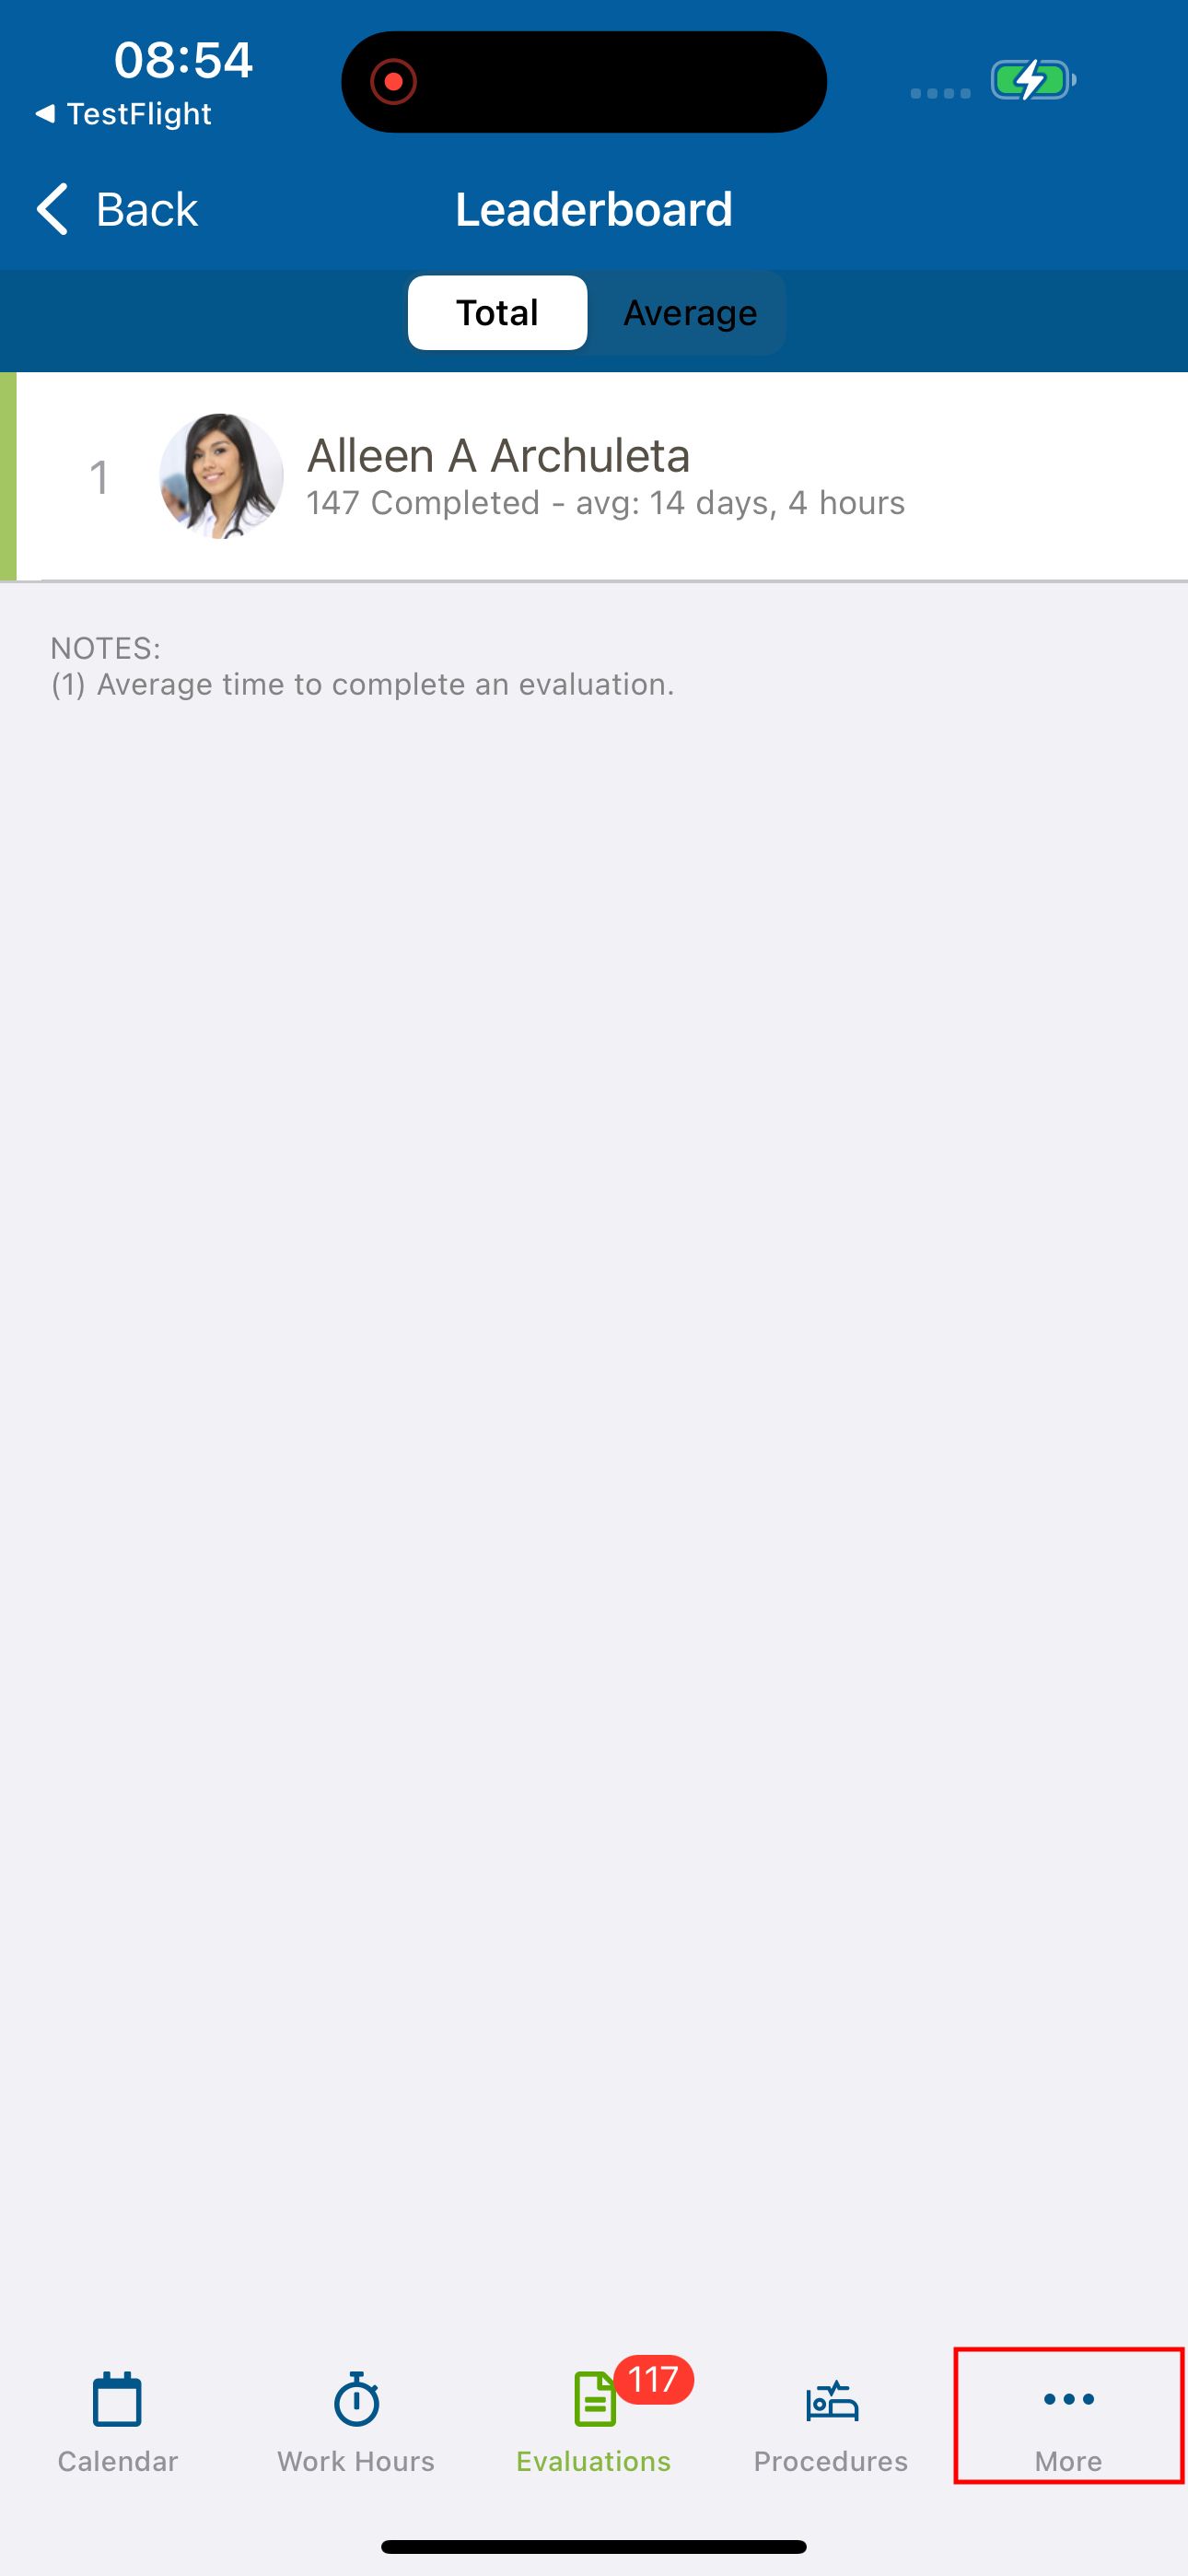 08:54
◀ TestFlight
Back
Leaderboard
Total
Average
1
Alleen A Archuleta
147 Completed - avg: 14 days, 4 hours
NOTES:
(1) Average time to complete an evaluation.
117
Calendar
Work Hours
Evaluations
Procedures
More